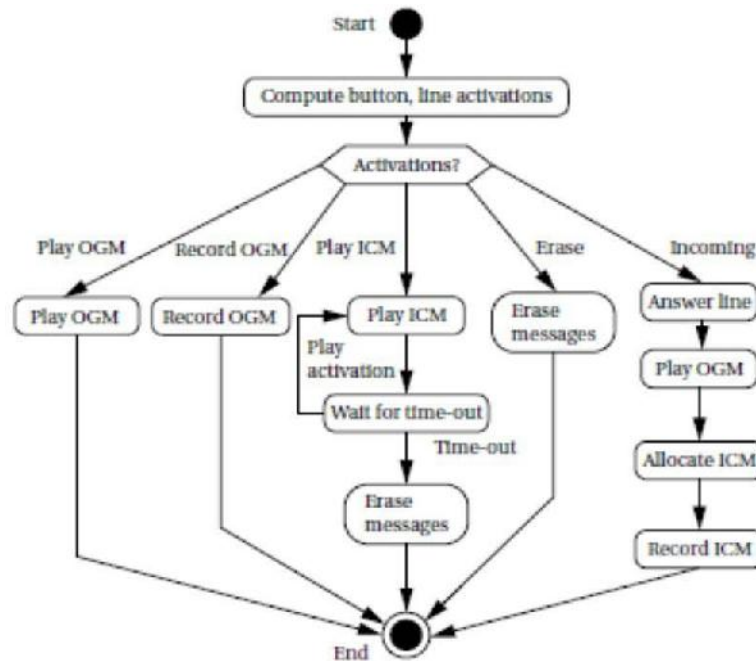 Start
Compute button, line activations
Activations?
Play OGM
Record OGM
Play ICM
Erase
Incoming
Play OGM
Record OGM
Play ICM
Erase
messages
Answer line
Play
activation
Play OGM
Wait for time-out
Time-out
Allocate ICM
Erase
messages
Record ICM
End